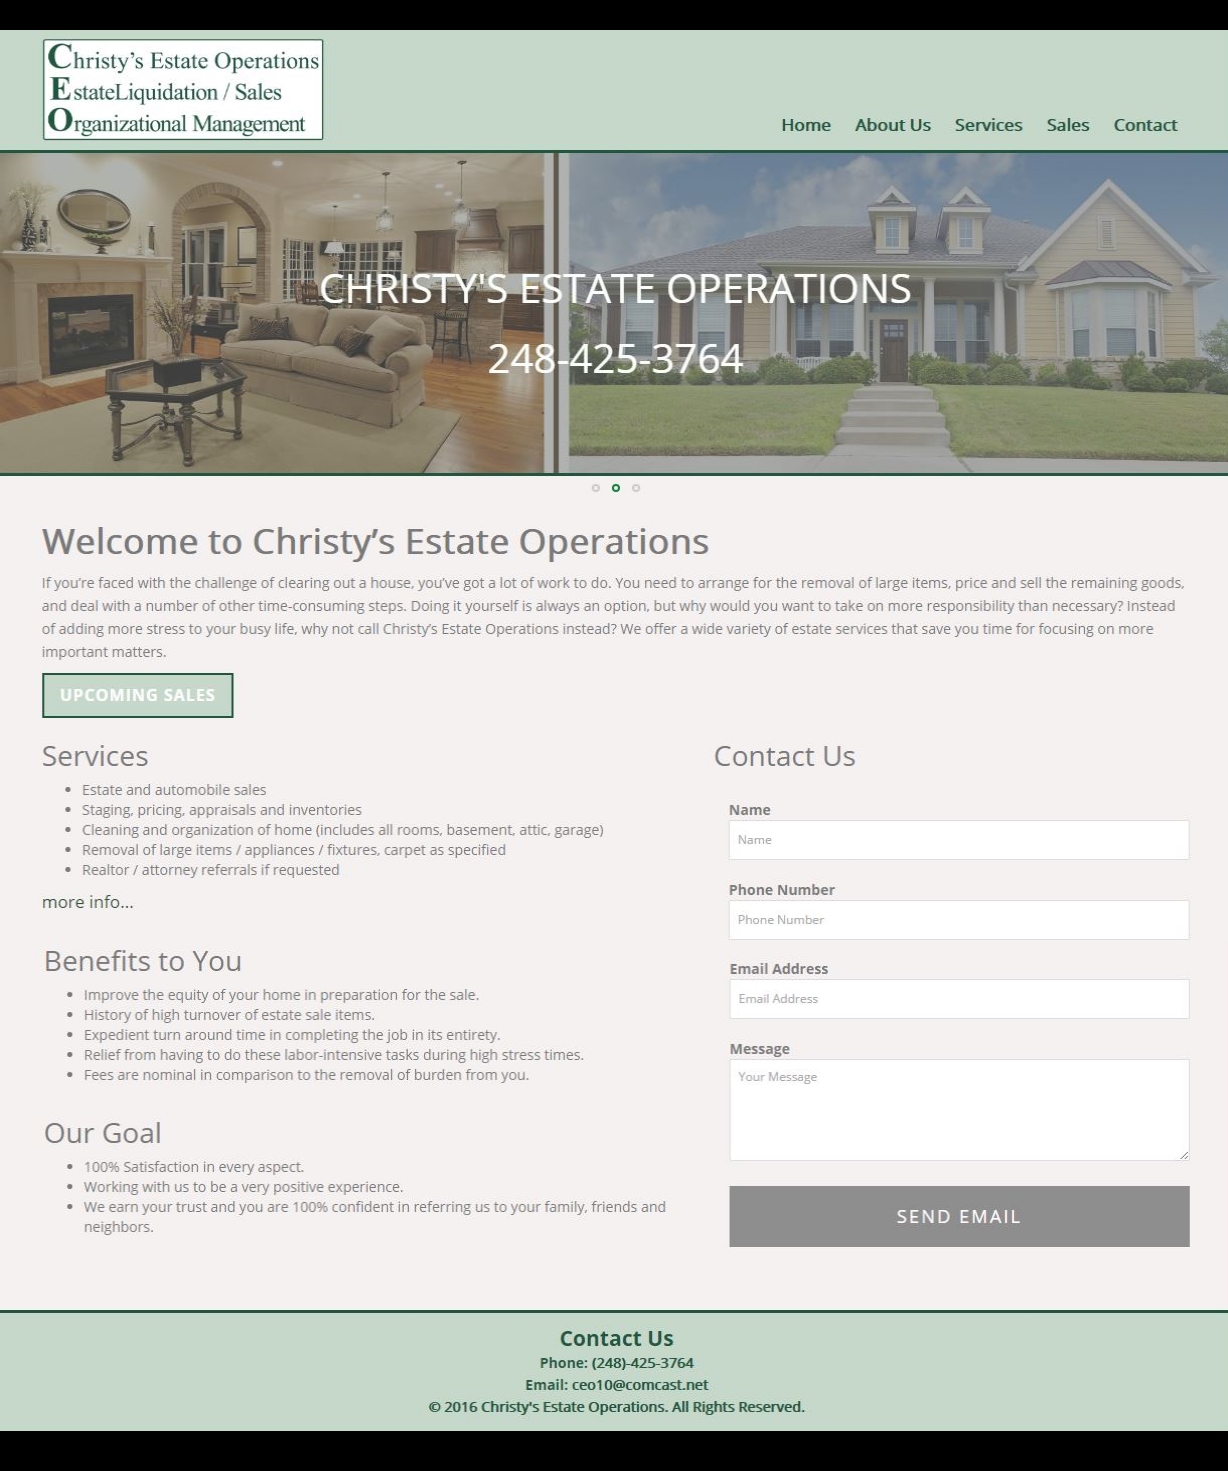 Christy's Estate Operations
EstateLiquidation / Sales
Organizational Management
Home About Us Services Sales Contact
CHRISTY'S ESTATE OPERATIONS
248-425-3764
Welcome to Christy’s Estate Operations
If you’re faced with the challenge of clearing out a house, you’ve got a lot of work to do. You need to arrange for the removal of large items, price and sell the remaining goods,
and deal with a number of other time-consuming steps. Doing it yourself is always an option, but why would you want to take on more responsibility than necessary? Instead
of adding more stress to your busy life, why not call Christy’s Estate Operations instead? We offer a wide variety of estate services that save you time for focusing on more
important matters.
UPCOMING SALES
Services
Estate and automobile sales
Staging, pricing, appraisals and inventories
Cleaning and organization of home (includes all rooms, basement, attic, garage)
Removal of large items / appliances / fixtures, carpet as specified
Realtor / attorney referrals if requested
more info...
Benefits to You
Improve the equity of your home in preparation for the sale.
History of high turnover of estate sale items.
Expedient turn around time in completing the job in its entirety.
Relief from having to do these labor-intensive tasks during high stress times.
Fees are nominal in comparison to the removal of burden from you.
Our Goal
100% Satisfaction in every aspect.
Working with us to be a very positive experience.
We earn your trust and you are 100% confident in referring us to your family, friends and
neighbors.
Contact Us
Name
Name
Phone Number
Phone Number
Email Address
Email Address
Message
Your Message
SEND EMAIL
Contact Us
Phone: (248)-425-3764
Email: ceo10@comcast.net
© 2016 Christy's Estate Operations. All Rights Reserved.